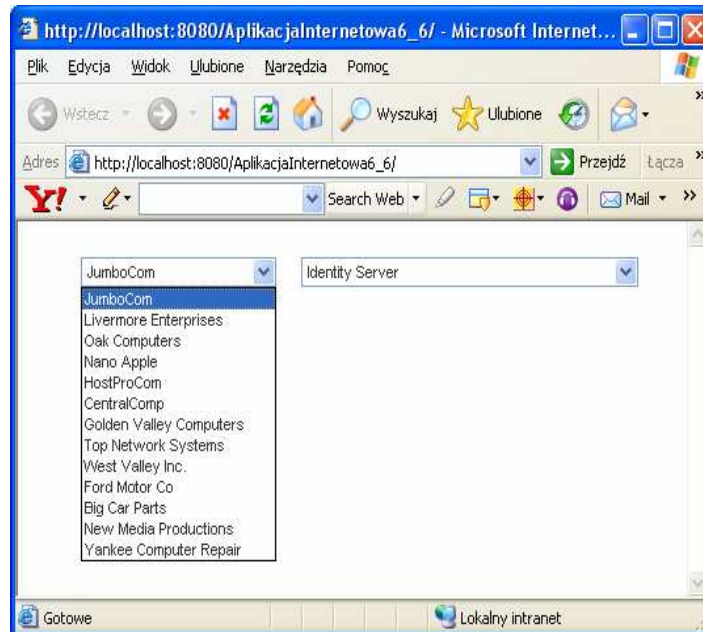 http://localhost:8080/AplikacjaInternetowa6_6/ - Microsoft Internet...
Plik Edycja Widok Ulubione Narzędzia Pomoc
Wstecz Wyszukaj Ulubione
Adres http://localhost:8080/AplikacjaInternetowa6_6/ Przejdź Łącza
Y! Search Web Mail
JumboCom Identity Server
JumboCom
Livermore Enterprises
Oak Computers
Nano Apple
HostProCom
CentralComp
Golden Valley Computers
Top Network Systems
West Valley Inc.
Ford Motor Co
Big Car Parts
New Media Productions
Yankee Computer Repair
Gotowe Lokalny intranet